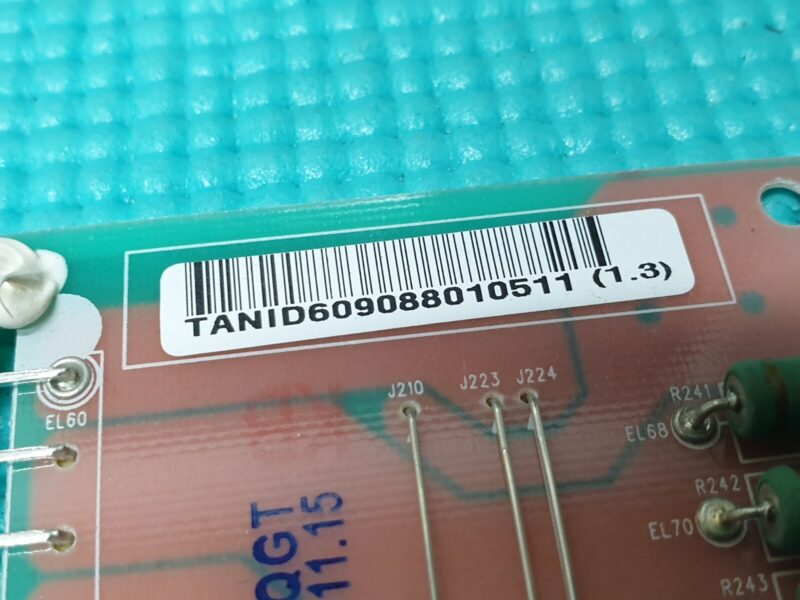 TANID609088010511 (1.3)
J210
J223
J224
R241
EL60
EL68
R242
EL70
QGT
11.15
R243